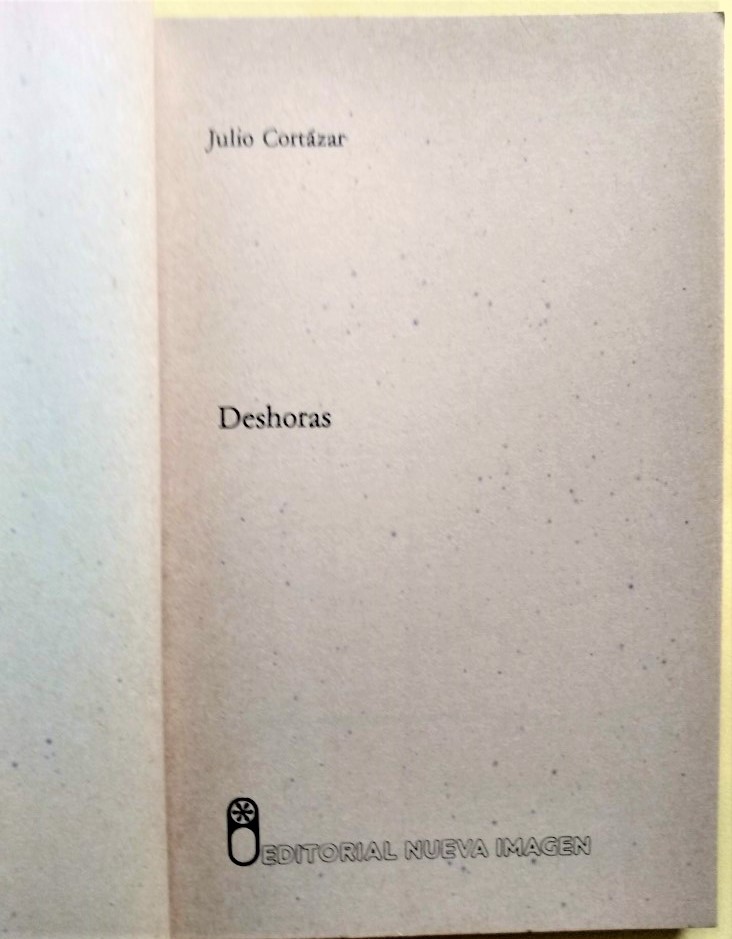 Julio Cortázar
Deshoras
EDITORIAL NUEVA IMAGEN